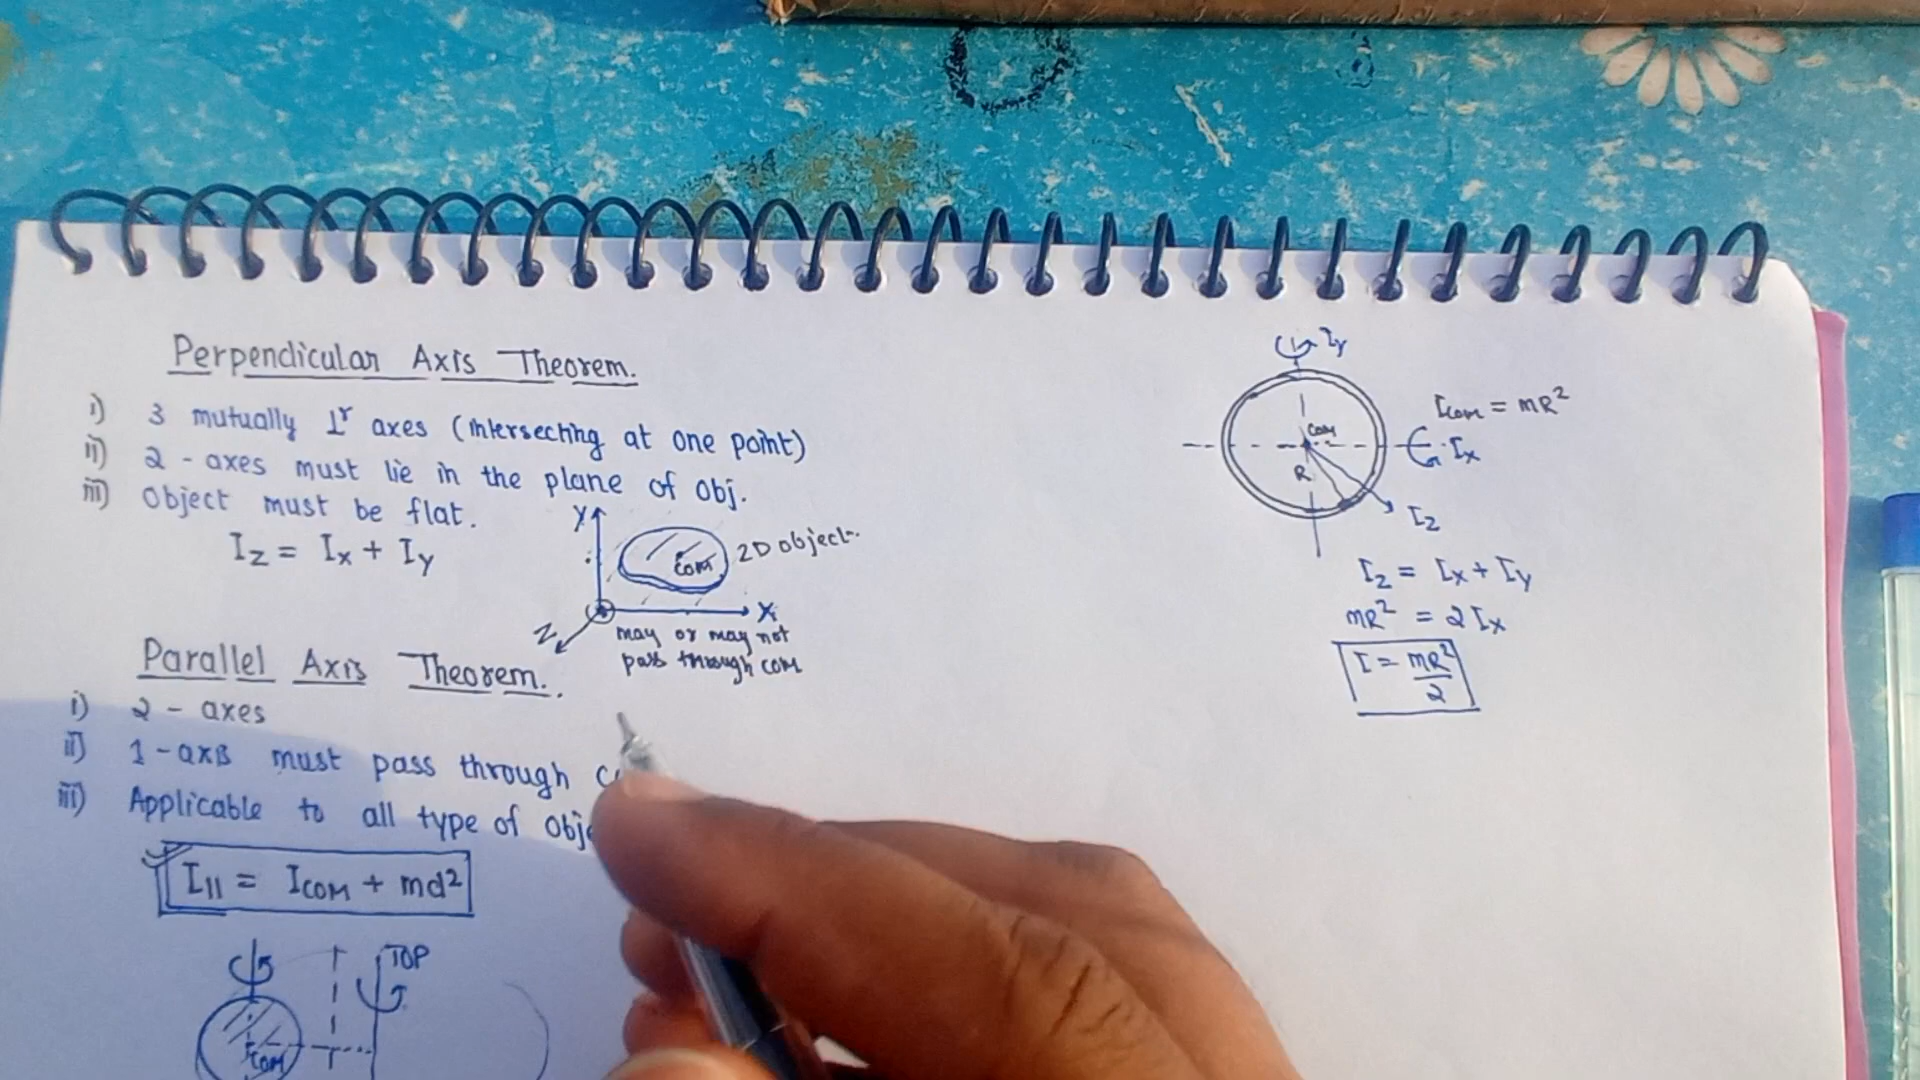 Perpendicular Axis Theorem.
i) 3 mutually ⊥r axes (intersecting at one point)
ii) 2 - axes must lie in the plane of obj.
iii) Object must be flat.
Iz = Ix + Iy
Y
COM
2D object
X
Z
may or may not
pass through COM
Parallel Axis Theorem.
i) 2 - axes
ii) 1 - axis must pass through
iii) Applicable to all type of obje
I|| = ICOM + md²
TOP
COM
Iy
ICOM = mR²
COM
Ix
R
Iz
Iz = Ix + Iy
mR² = 2Ix
I = mR²/2